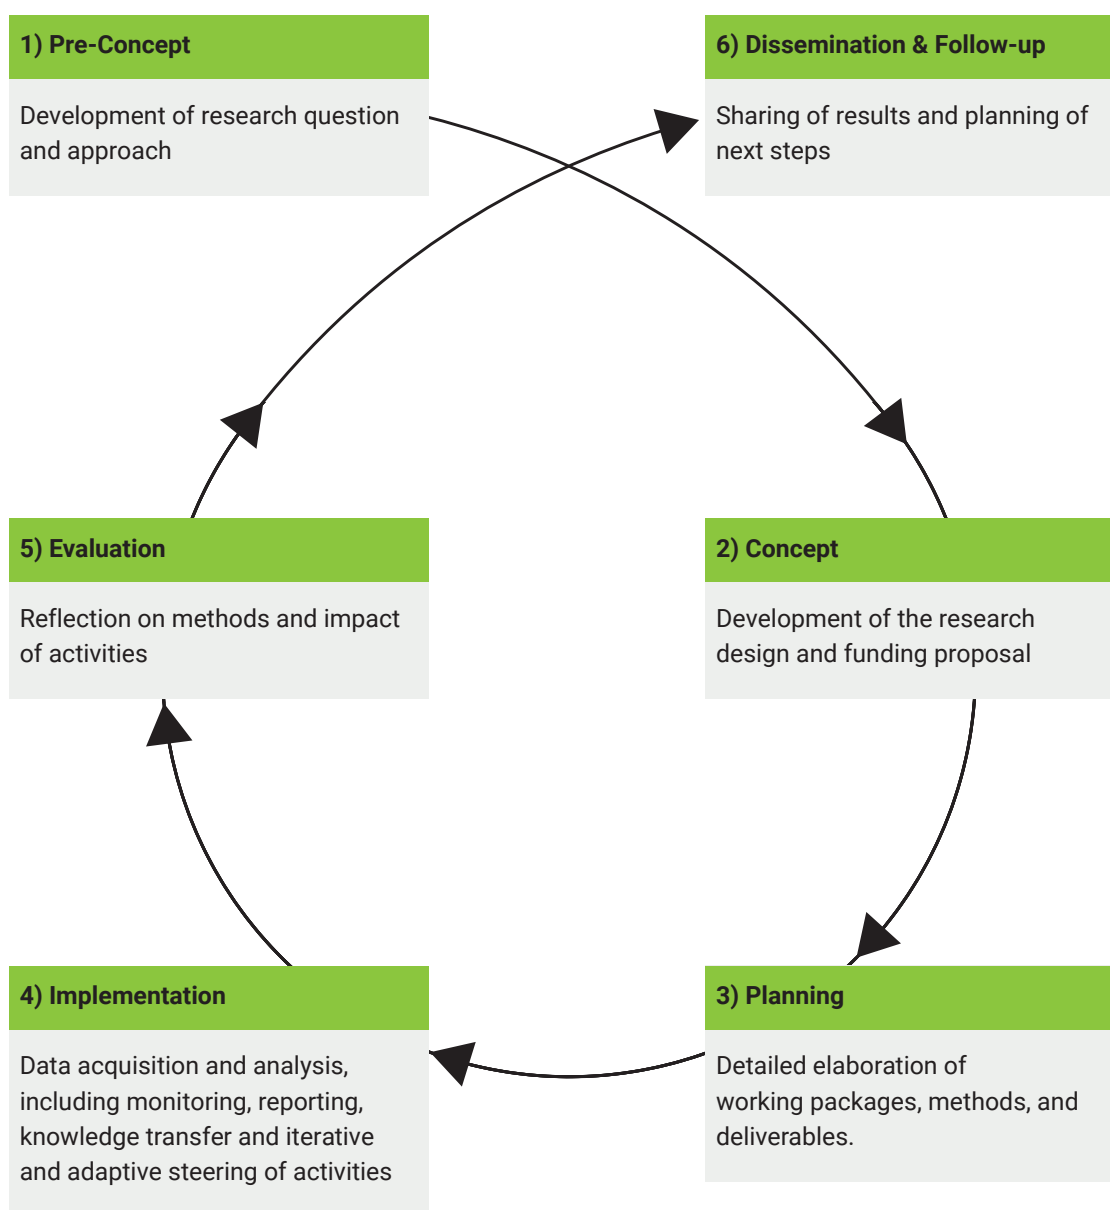 1) Pre-Concept
Development of research question
and approach
6) Dissemination & Follow-up
Sharing of results and planning of
next steps
5) Evaluation
Reflection on methods and impact
of activities
2) Concept
Development of the research
design and funding proposal
4) Implementation
Data acquisition and analysis,
including monitoring, reporting,
knowledge transfer and iterative
and adaptive steering of activities
3) Planning
Detailed elaboration of
working packages, methods, and
deliverables.